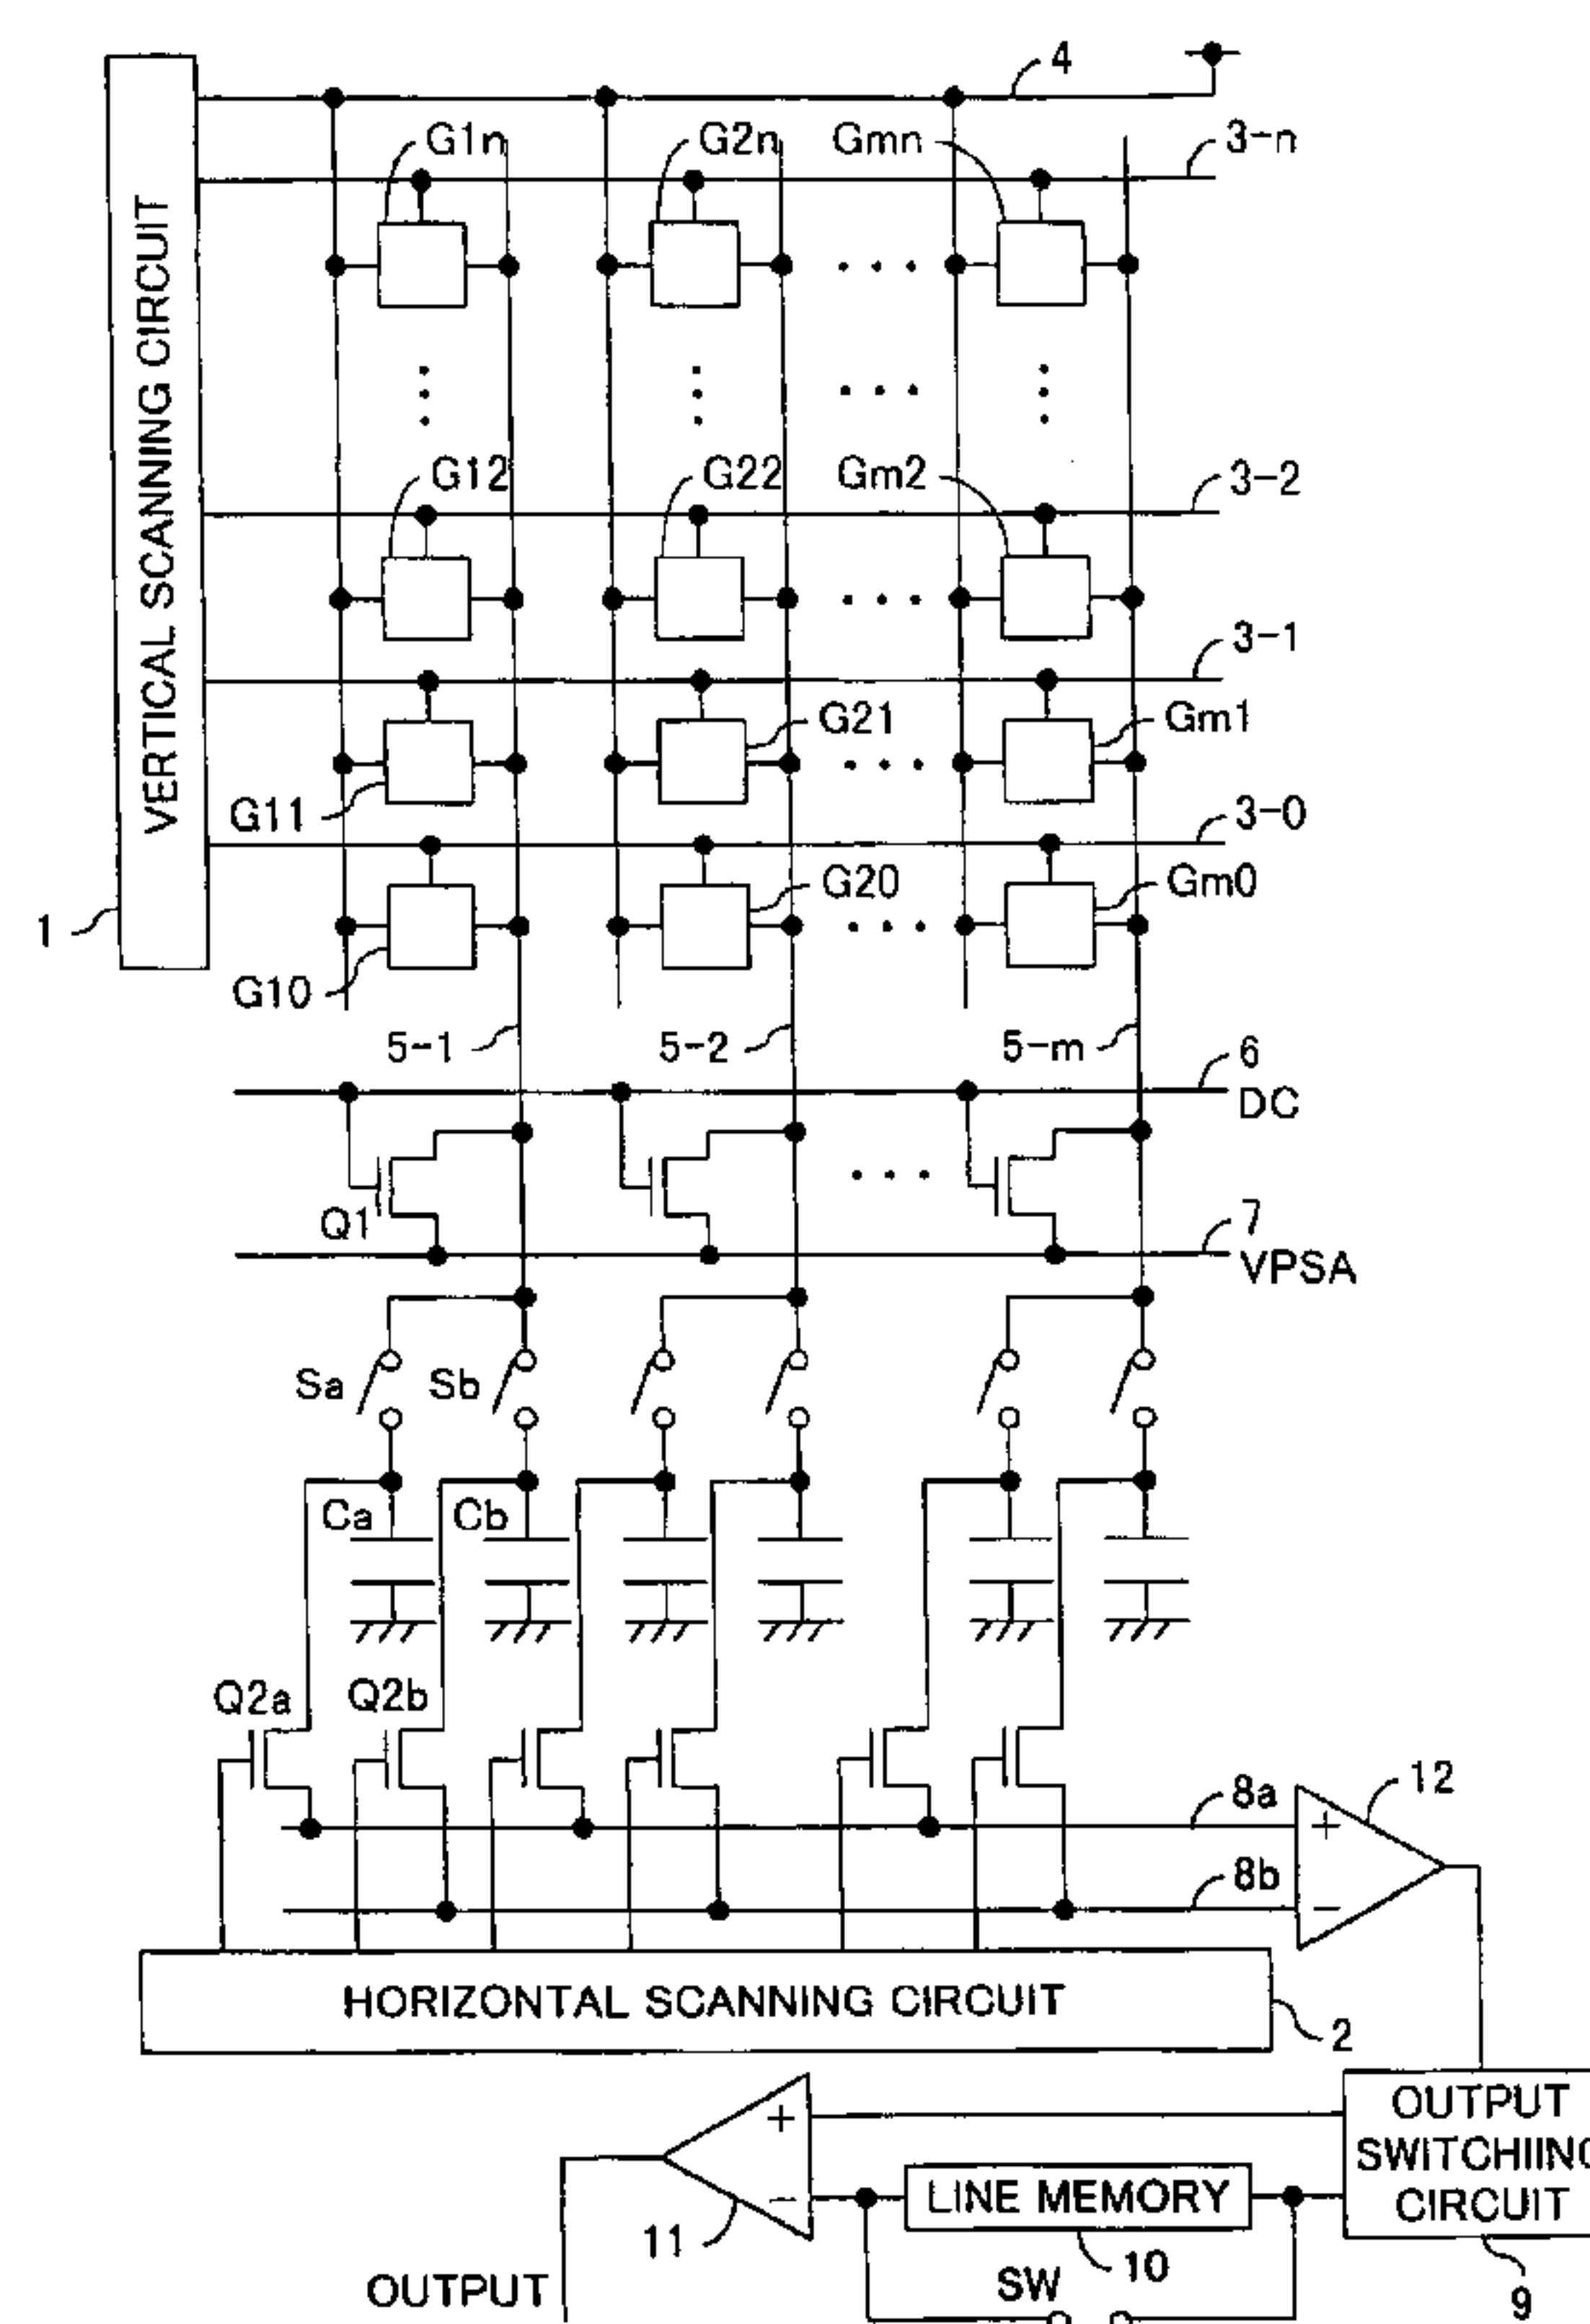 4
G1n G2n Gmn 3-n
VERTICAL SCANNING CIRCUIT
G12 G22 Gm2 3-2
3-1
G21 Gm1
G11 3-0
G20 Gm0
1
G10
5-1 5-2 5-m 6
DC
Q1 7
VPSA
Sa Sb
Ca Cb
Q2a Q2b
8a 12
+
8b
−
HORIZONTAL SCANNING CIRCUIT
2
+ OUTPUT
SWITCHIING
− LINE MEMORY CIRCUIT
11 10
OUTPUT SW 9